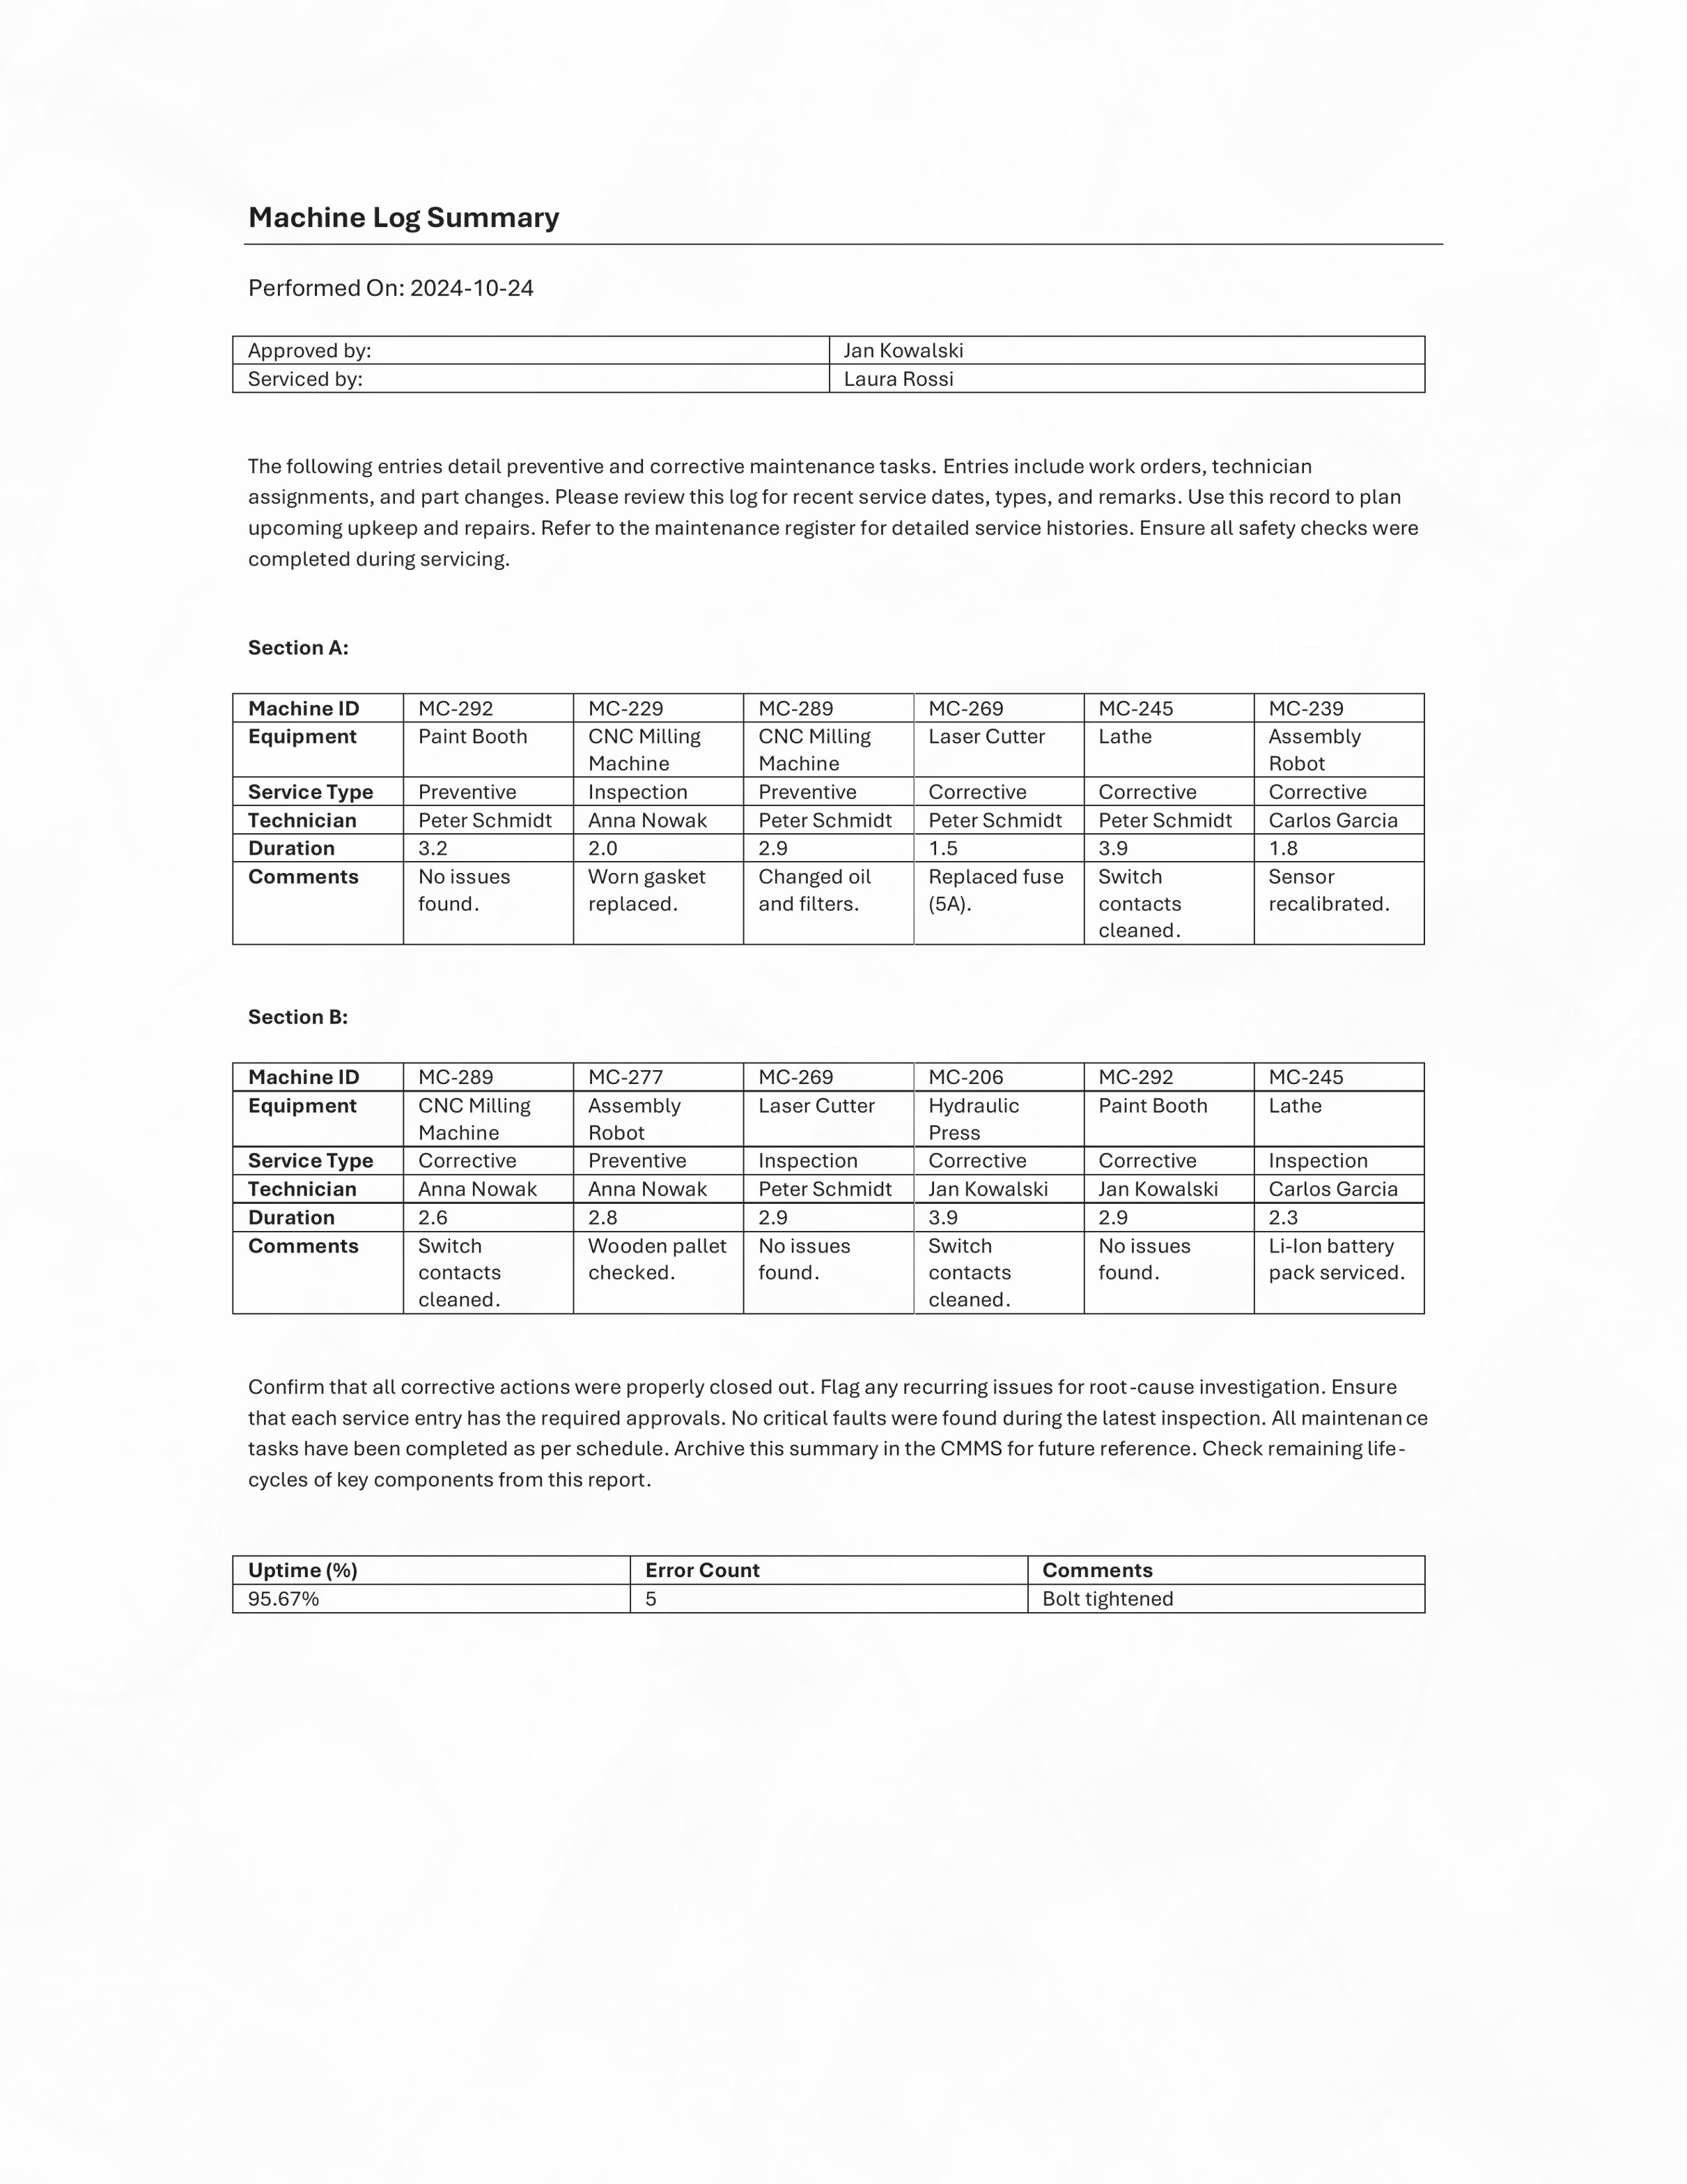 Machine Log Summary
Performed On: 2024-10-24
Approved by: Jan Kowalski
Serviced by: Laura Rossi
The following entries detail preventive and corrective maintenance tasks. Entries include work orders, technician
assignments, and part changes. Please review this log for recent service dates, types, and remarks. Use this record to plan
upcoming upkeep and repairs. Refer to the maintenance register for detailed service histories. Ensure all safety checks were
completed during servicing.
Section A:
Machine ID MC-292 MC-229 MC-289 MC-269 MC-245 MC-239
Equipment Paint Booth CNC Milling CNC Milling Laser Cutter Lathe Assembly
Machine Machine Robot
Service Type Preventive Inspection Preventive Corrective Corrective Corrective
Technician Peter Schmidt Anna Nowak Peter Schmidt Peter Schmidt Peter Schmidt Carlos Garcia
Duration 3.2 2.0 2.9 1.5 3.9 1.8
Comments No issues Worn gasket Changed oil Replaced fuse Switch Sensor
found. replaced. and filters. (5A). contacts recalibrated.
cleaned.
Section B:
Machine ID MC-289 MC-277 MC-269 MC-206 MC-292 MC-245
Equipment CNC Milling Assembly Laser Cutter Hydraulic Paint Booth Lathe
Machine Robot Press
Service Type Corrective Preventive Inspection Corrective Corrective Inspection
Technician Anna Nowak Anna Nowak Peter Schmidt Jan Kowalski Jan Kowalski Carlos Garcia
Duration 2.6 2.8 2.9 3.9 2.9 2.3
Comments Switch Wooden pallet No issues Switch No issues Li-Ion battery
contacts checked. found. contacts found. pack serviced.
cleaned. cleaned.
Confirm that all corrective actions were properly closed out. Flag any recurring issues for root-cause investigation. Ensure
that each service entry has the required approvals. No critical faults were found during the latest inspection. All maintenance
tasks have been completed as per schedule. Archive this summary in the CMMS for future reference. Check remaining life-
cycles of key components from this report.
Uptime (%) Error Count Comments
95.67% 5 Bolt tightened